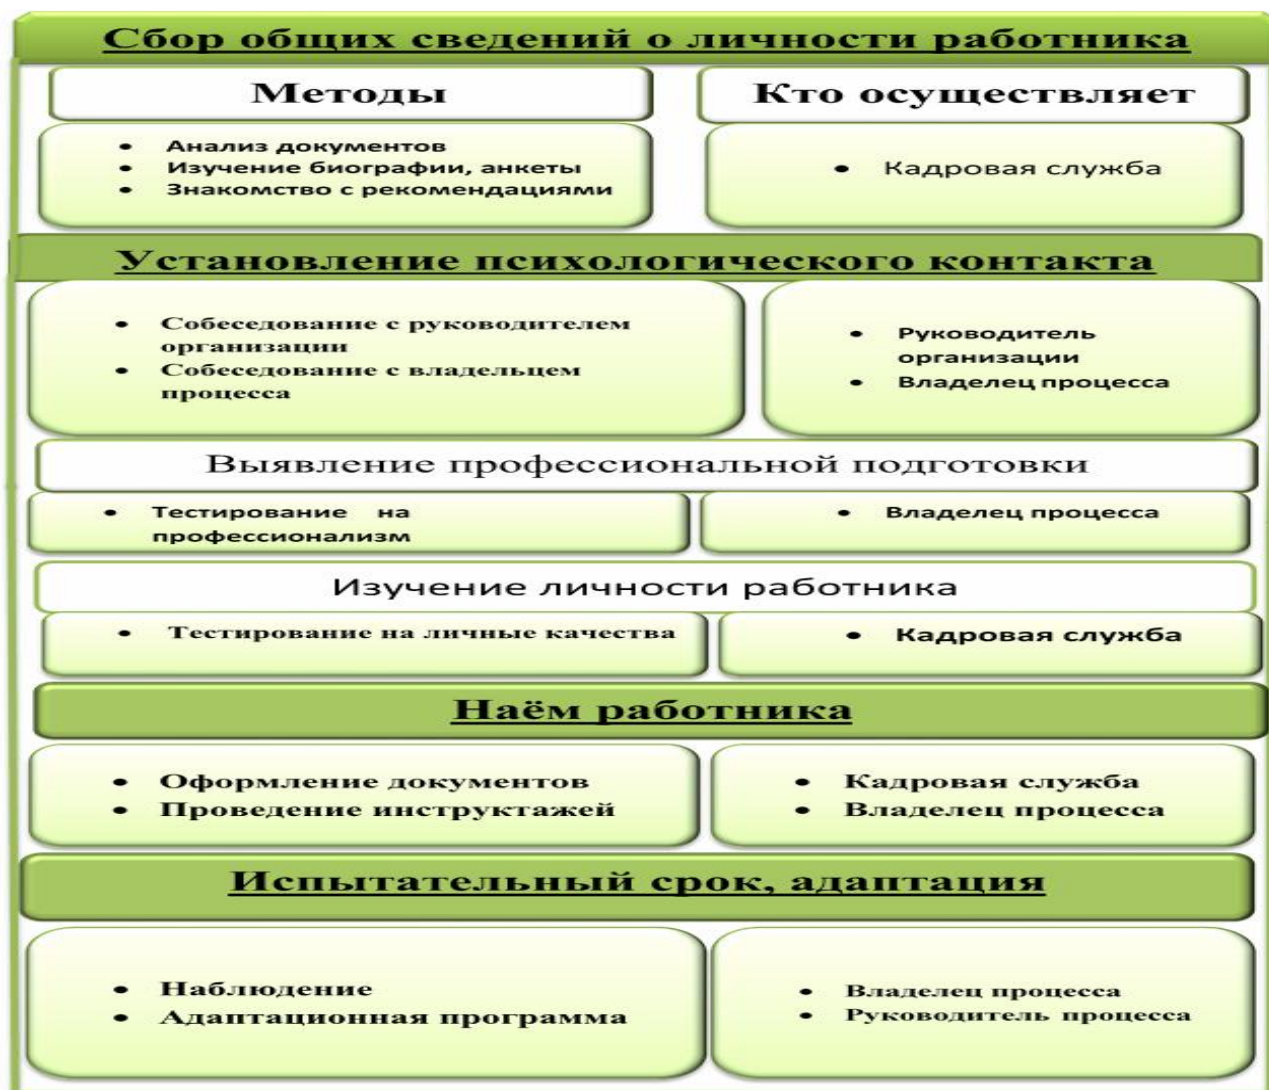 Сбор общих сведений о личности работника
Методы
Кто осуществляет
• Анализ документов
• Изучение биографии, анкеты
• Знакомство с рекомендациями
• Кадровая служба
Установление психологического контакта
• Собеседование с руководителем
организации
• Собеседование с владельцем
процесса
• Руководитель
организации
• Владелец процесса
Выявление профессиональной подготовки
• Тестирование на
профессионализм
• Владелец процесса
Изучение личности работника
• Тестирование на личные качества
• Кадровая служба
Наём работника
• Оформление документов
• Проведение инструктажей
• Кадровая служба
• Владелец процесса
Испытательный срок, адаптация
• Наблюдение
• Адаптационная программа
• Владелец процесса
• Руководитель процесса